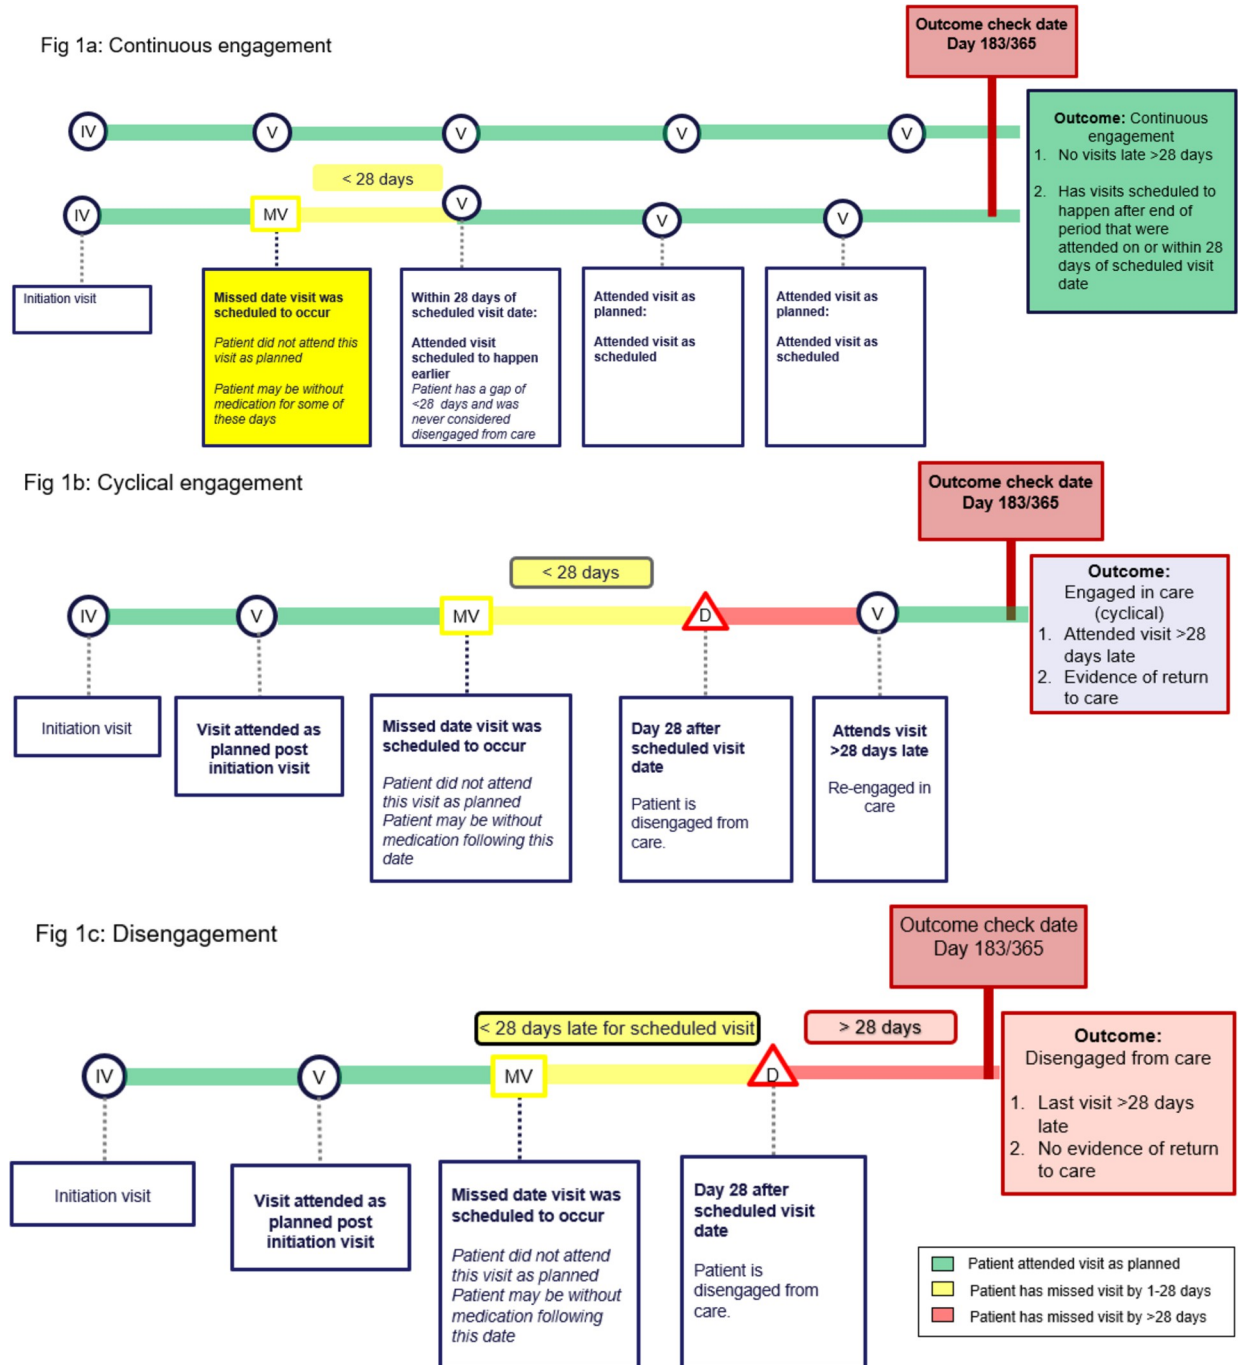 Fig 1a: Continuous engagement
Outcome check date
Day 183/365
IV
V
V
V
V
< 28 days
IV
MV
V
V
V
Outcome: Continuous
engagement
1. No visits late >28 days
2. Has visits scheduled to
happen after end of
period that were
attended on or within 28
days of scheduled visit
date
Initiation visit
Missed date visit was
scheduled to occur
Patient did not attend this
visit as planned
Patient may be without
medication for some of
these days
Within 28 days of
scheduled visit date:
Attended visit
scheduled to happen
earlier
Patient has a gap of
<28 days and was
never considered
disengaged from care
Attended visit as
planned:
Attended visit as
scheduled
Attended visit as
planned:
Attended visit as
scheduled
Fig 1b: Cyclical engagement
Outcome check date
Day 183/365
< 28 days
IV
V
MV
D
V
Outcome:
Engaged in care
(cyclical)
1. Attended visit >28
days late
2. Evidence of return
to care
Initiation visit
Visit attended as
planned post
initiation visit
Missed date visit was
scheduled to occur
Patient did not attend
this visit as planned
Patient may be without
medication following this
date
Day 28 after
scheduled visit
date
Patient is
disengaged from
care.
Attends visit
>28 days late
Re-engaged in
care
Fig 1c: Disengagement
Outcome check date
Day 183/365
< 28 days late for scheduled visit
> 28 days
IV
V
MV
D
Outcome:
Disengaged from care
1. Last visit >28 days
late
2. No evidence of return
to care
Initiation visit
Visit attended as
planned post
initiation visit
Missed date visit was
scheduled to occur
Patient did not attend
this visit as planned
Patient may be without
medication following
this date
Day 28 after
scheduled visit
date
Patient is
disengaged from
care.
Patient attended visit as planned
Patient has missed visit by 1-28 days
Patient has missed visit by >28 days